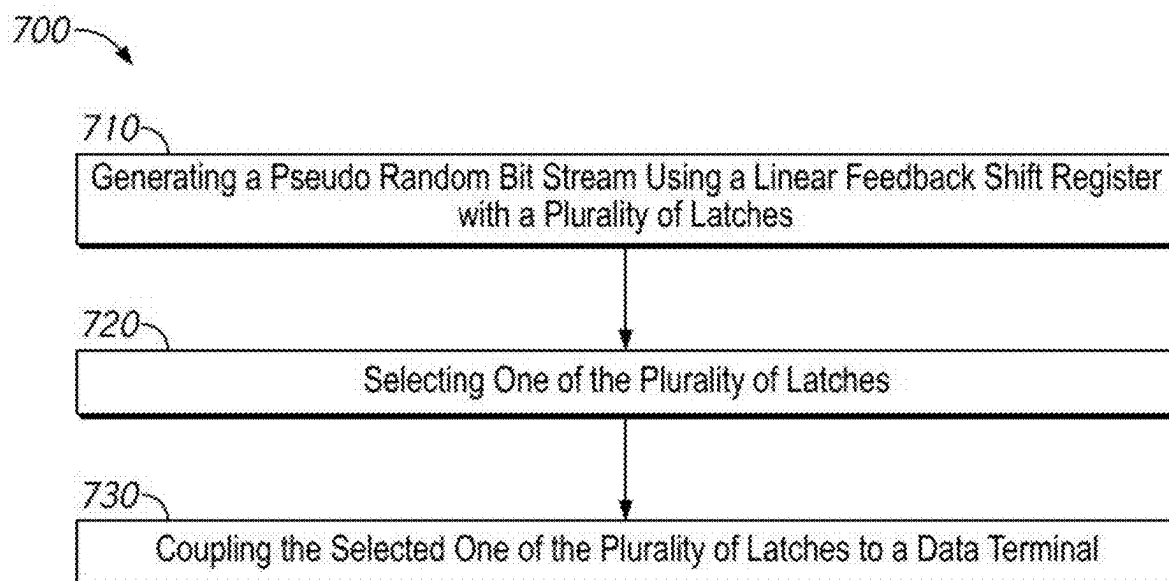 700
710
Generating a Pseudo Random Bit Stream Using a Linear Feedback Shift Register
with a Plurality of Latches
720
Selecting One of the Plurality of Latches
730
Coupling the Selected One of the Plurality of Latches to a Data Terminal